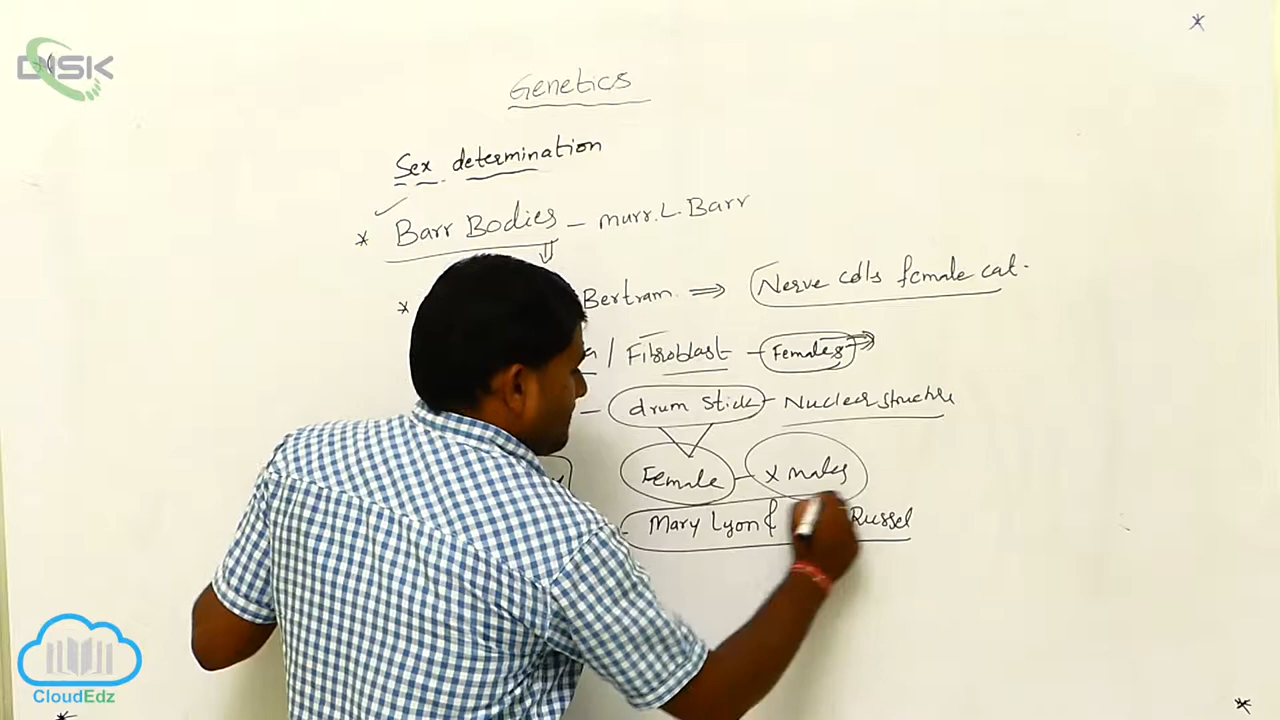 DNSK
Genetics
Sex determination
* Barr Bodies - murr. L. Barr
* Bertram. ⇒ Nerve cells female cat.
/ Fibroblast - Females
- drum stick - Nuclear structure
Female - x males
Mary Lyon & Russel
CloudEdz